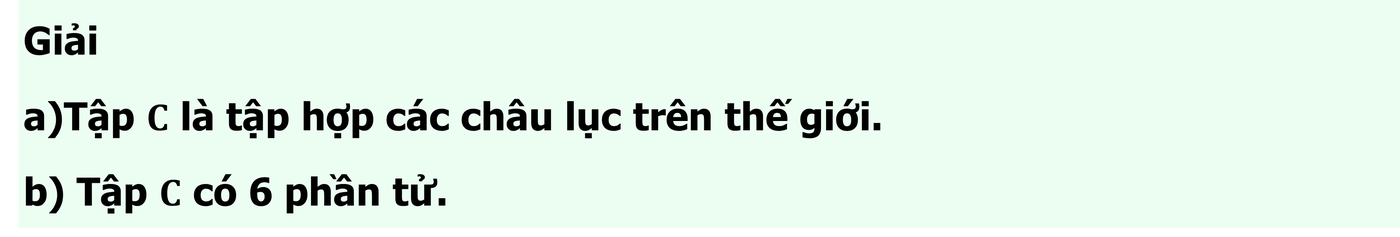 Giải
a)Tập C là tập hợp các châu lục trên thế giới.
b) Tập C có 6 phần tử.